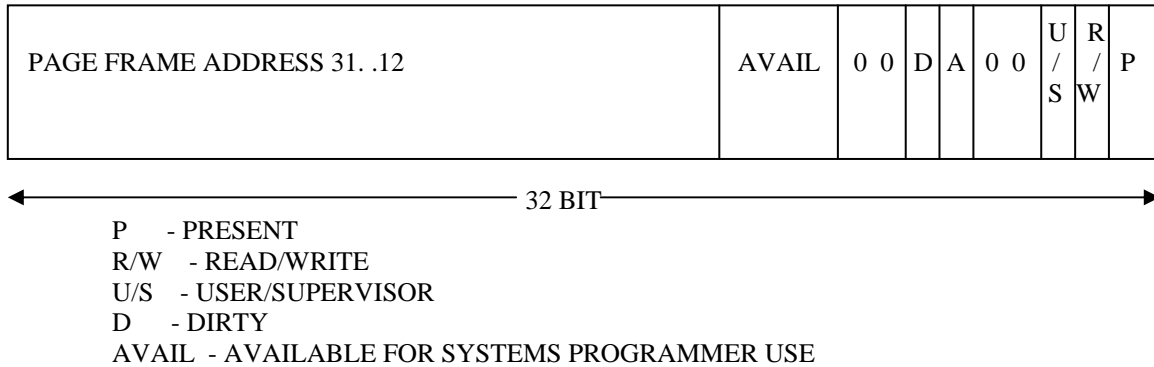 PAGE FRAME ADDRESS 31. .12 AVAIL 0 0 D A 0 0 U/S R/W P
32 BIT
P - PRESENT
R/W - READ/WRITE
U/S - USER/SUPERVISOR
D - DIRTY
AVAIL - AVAILABLE FOR SYSTEMS PROGRAMMER USE